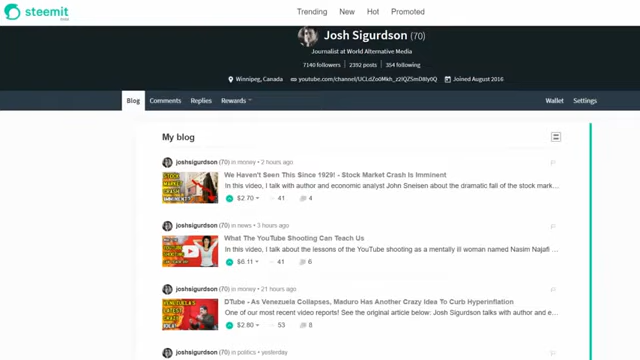 steemit
beta
Trending New Hot Promoted
Josh Sigurdson (70)
Journalist at World Alternative Media
7140 followers 2392 posts 354 following
Winnipeg, Canada Joined August 2016
Blog Comments Replies Rewards Wallet Settings
My blog
joshsigurdson (70) in money • 2 hours ago
We Haven't Seen This Since 1929! - Stock Market Crash Is Imminent
In this video, I talk with author and economic analyst John Sneisen about the dramatic fall of the stock mark...
$2.70 41 4
joshsigurdson (70) in news • 3 hours ago
What The YouTube Shooting Can Teach Us
In this video, I talk about the lessons of the YouTube shooting as a mentally ill woman named Nasim Najafi ...
$6.11 41 6
joshsigurdson (70) in money • 21 hours ago
DTube - As Venezuela Collapses, Maduro Has Another Crazy Idea To Curb Hyperinflation
One of our most recent video reports! See the original article below: Josh Sigurdson talks with author and e...
$2.80 53 8
joshsigurdson (70) in politics • yesterday